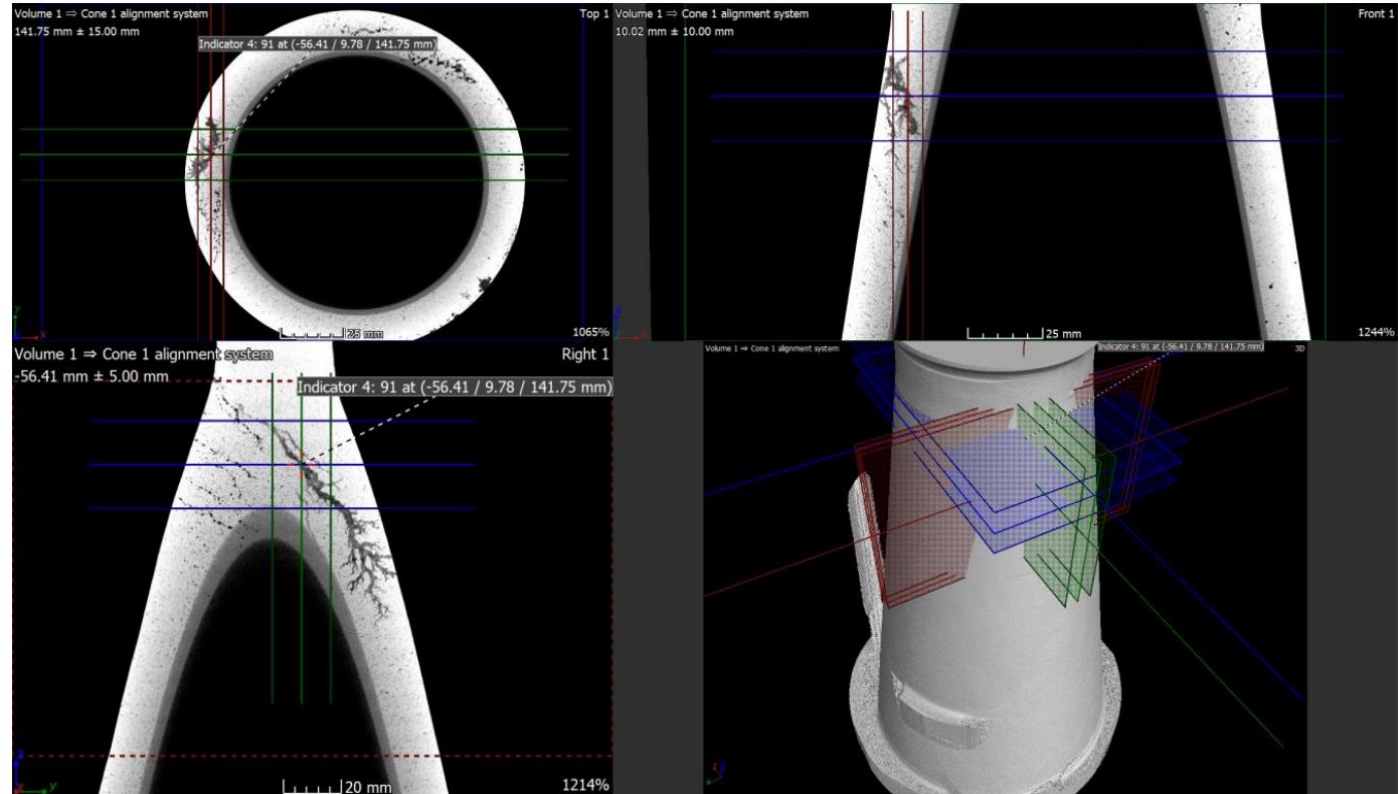 Volume 1 ⇒ Cone 1 alignment system
Top 1
141.75 mm ± 15.00 mm
Indicator 4: 91 at (-56.41 / 9.78 / 141.75 mm)
25 mm
1065%
Volume 1 ⇒ Cone 1 alignment system
Front 1
10.02 mm ± 10.00 mm
25 mm
1244%
Volume 1 ⇒ Cone 1 alignment system
Right 1
-56.41 mm ± 5.00 mm
Indicator 4: 91 at (-56.41 / 9.78 / 141.75 mm)
20 mm
1214%
Volume 1 ⇒ Cone 1 alignment system
Indicator 4: 91 at (-56.41 / 9.78 / 141.75 mm)
3D